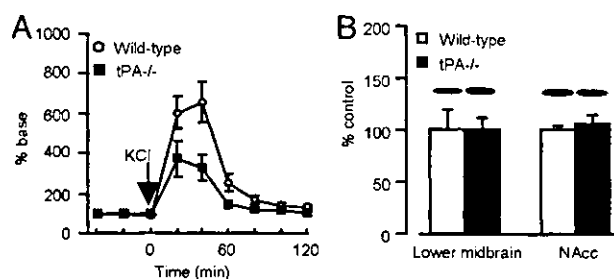 A
1000
800
600
400
200
0
% base
Wild-type
tPA-/-
KCl
0
60
120
Time (min)
B
Wild-type
tPA-/-
200
150
100
50
0
% control
Lower midbrain
NAcc